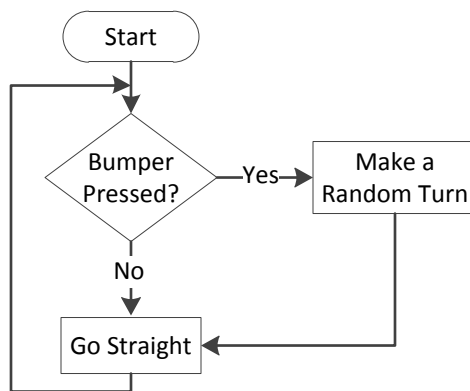 Start
Bumper
Pressed?
Yes
Make a
Random Turn
No
Go Straight